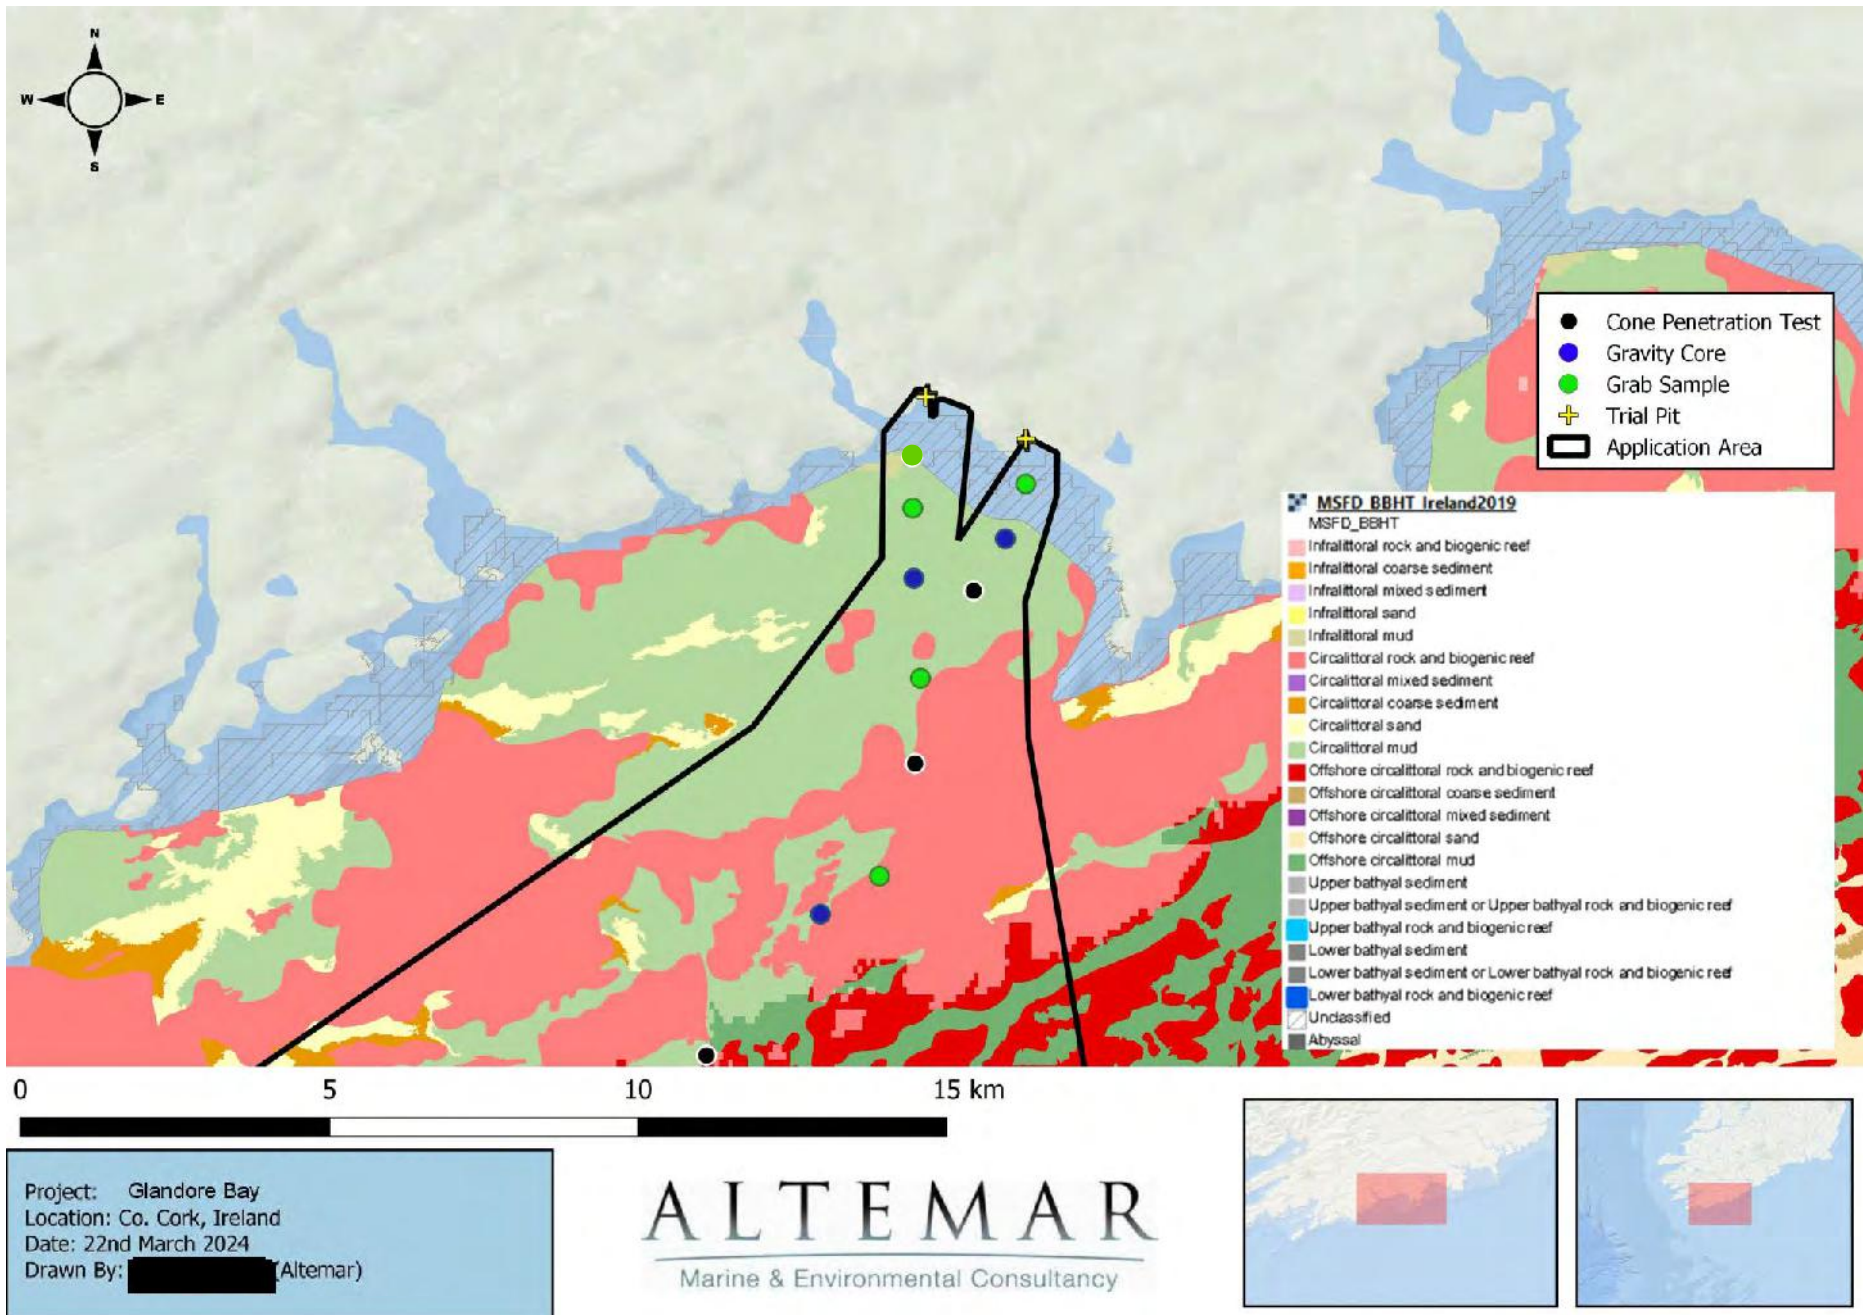 N
W E
S
Cone Penetration Test
Gravity Core
Grab Sample
Trial Pit
Application Area
MSFD_BBHT_Ireland2019
MSFD_BBHT
Infralittoral rock and biogenic reef
Infralittoral coarse sediment
Infralittoral mixed sediment
Infralittoral sand
Infralittoral mud
Circalittoral rock and biogenic reef
Circalittoral mixed sediment
Circalittoral coarse sediment
Circalittoral sand
Circalittoral mud
Offshore circalittoral rock and biogenic reef
Offshore circalittoral coarse sediment
Offshore circalittoral mixed sediment
Offshore circalittoral sand
Offshore circalittoral mud
Upper bathyal sediment
Upper bathyal sediment or Upper bathyal rock and biogenic reef
Upper bathyal rock and biogenic reef
Lower bathyal sediment
Lower bathyal sediment or Lower bathyal rock and biogenic reef
Lower bathyal rock and biogenic reef
Unclassified
Abyssal
0 5 10 15 km
Project: Glandore Bay
Location: Co. Cork, Ireland
Date: 22nd March 2024
Drawn By: (Altemar)
ALTEMAR
Marine & Environmental Consultancy